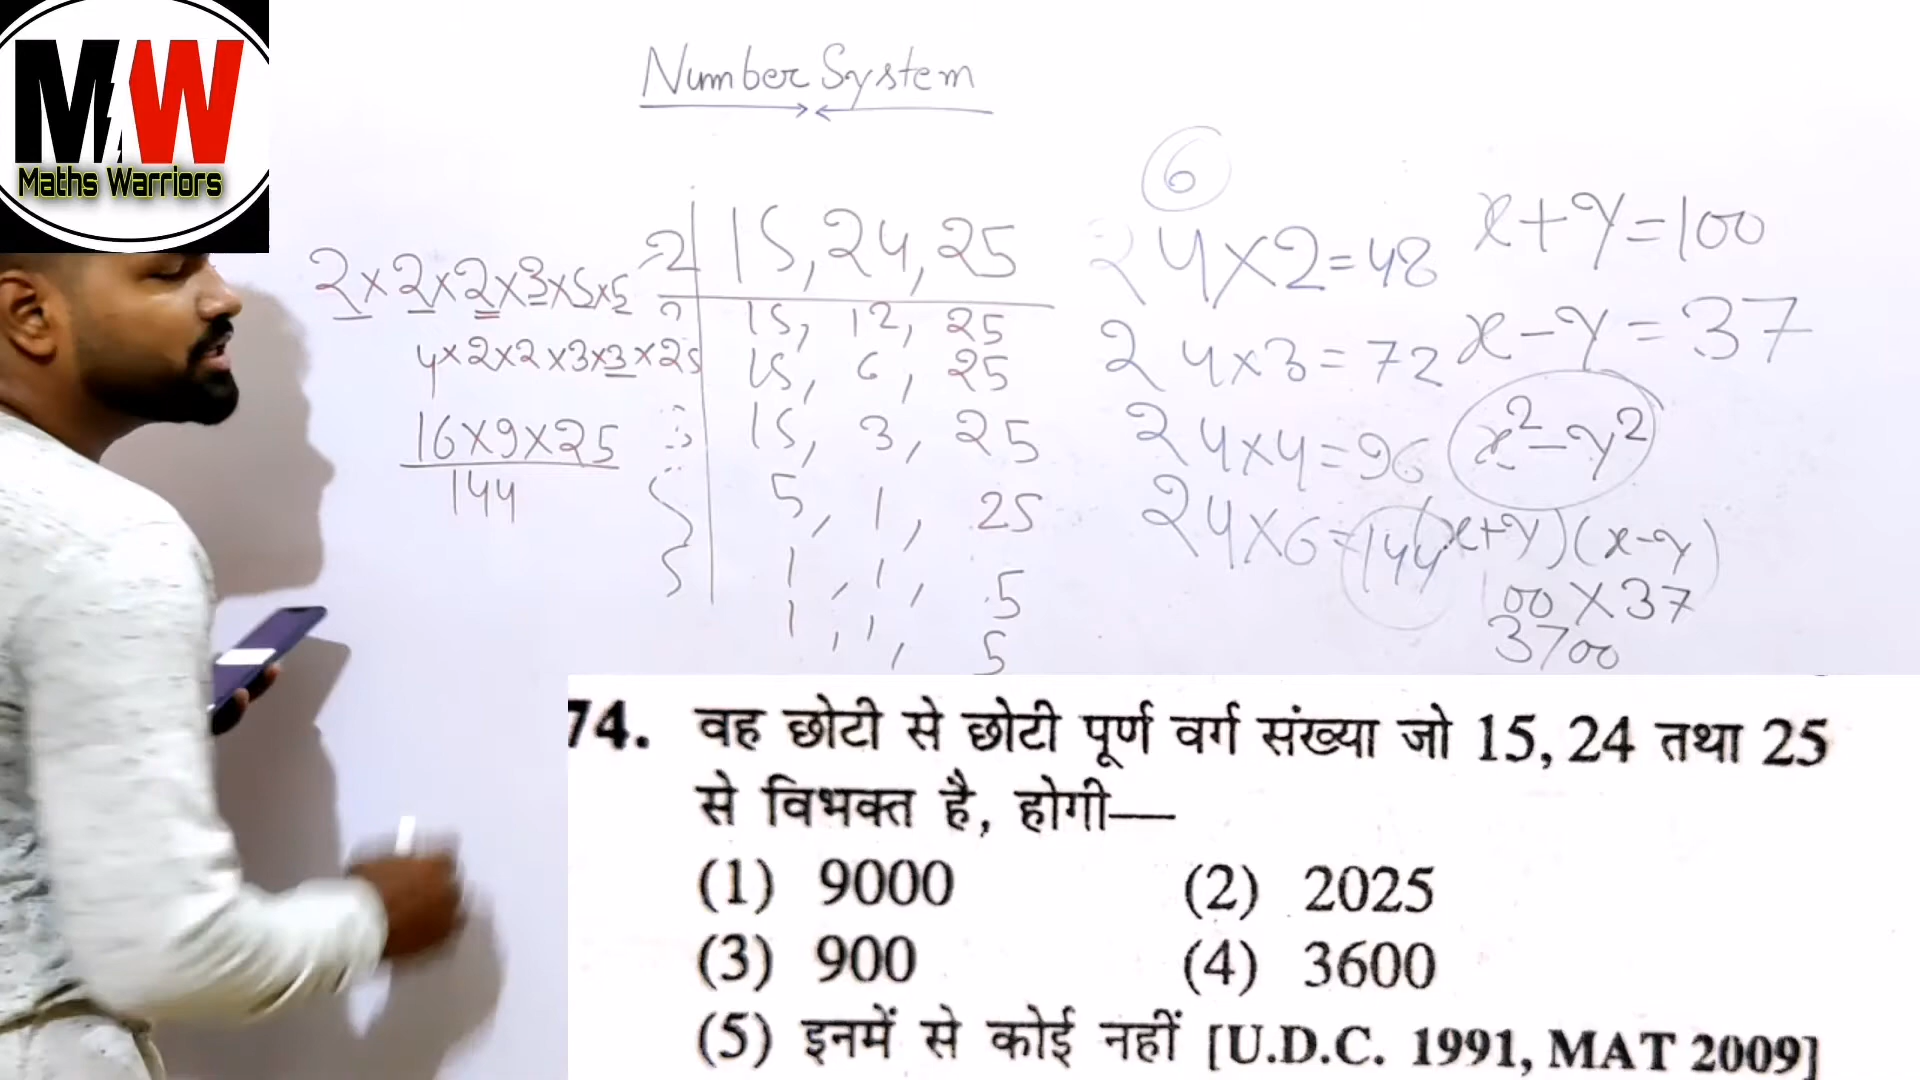 MW
Maths Warriors
Number System
2 15, 24, 25
2 15, 12, 25
15, 6, 25
3 15, 3, 25
5 5, 1, 25
5 1, 1, 5
1, 1, 5
2×2×2×3×5×5
4×2×2×3×3×25
16×9×25
144
6
24×2=48
24×3=72
24×4=96
24×6=144
x+y=100
x-y=37
x²-y²
(x+y)(x-y)
100×37
3700
74. वह छोटी से छोटी पूर्ण वर्ग संख्या जो 15, 24 तथा 25
से विभक्त है, होगी—
(1) 9000 (2) 2025
(3) 900 (4) 3600
(5) इनमें से कोई नहीं [U.D.C. 1991, MAT 2009]